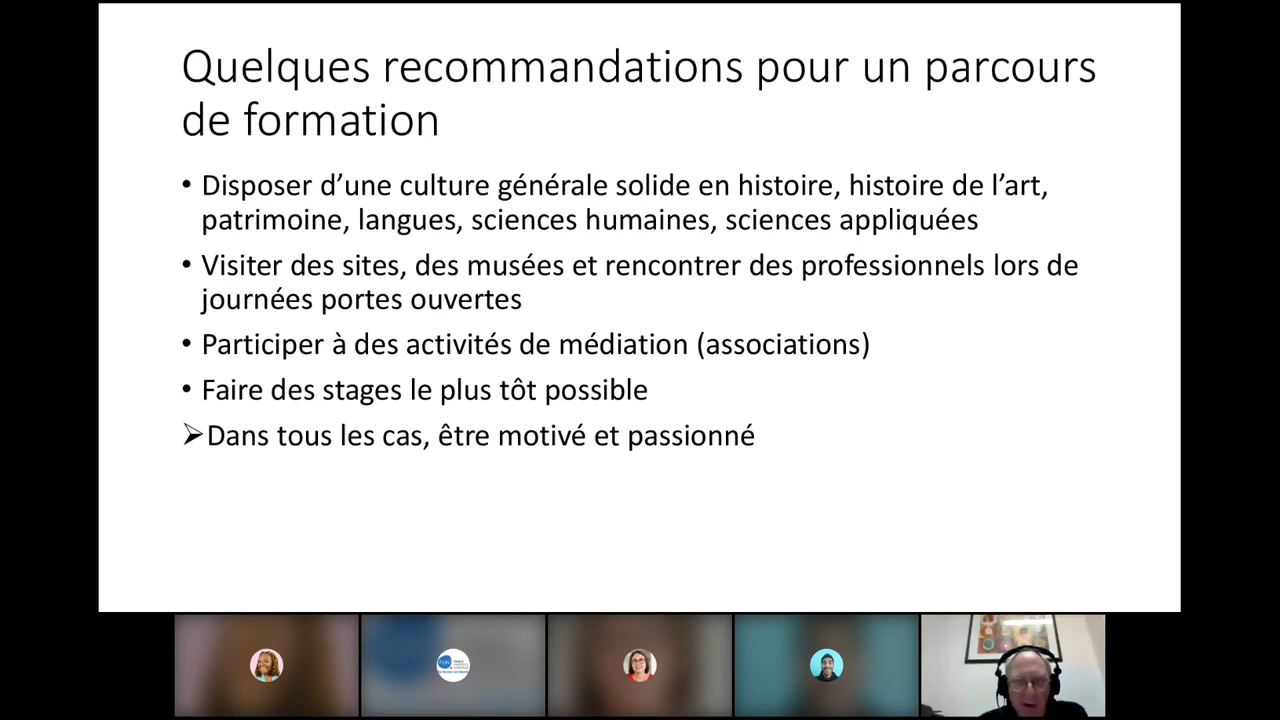 Quelques recommandations pour un parcours
de formation
• Disposer d’une culture générale solide en histoire, histoire de l’art,
patrimoine, langues, sciences humaines, sciences appliquées
• Visiter des sites, des musées et rencontrer des professionnels lors de
journées portes ouvertes
• Participer à des activités de médiation (associations)
• Faire des stages le plus tôt possible
➢Dans tous les cas, être motivé et passionné